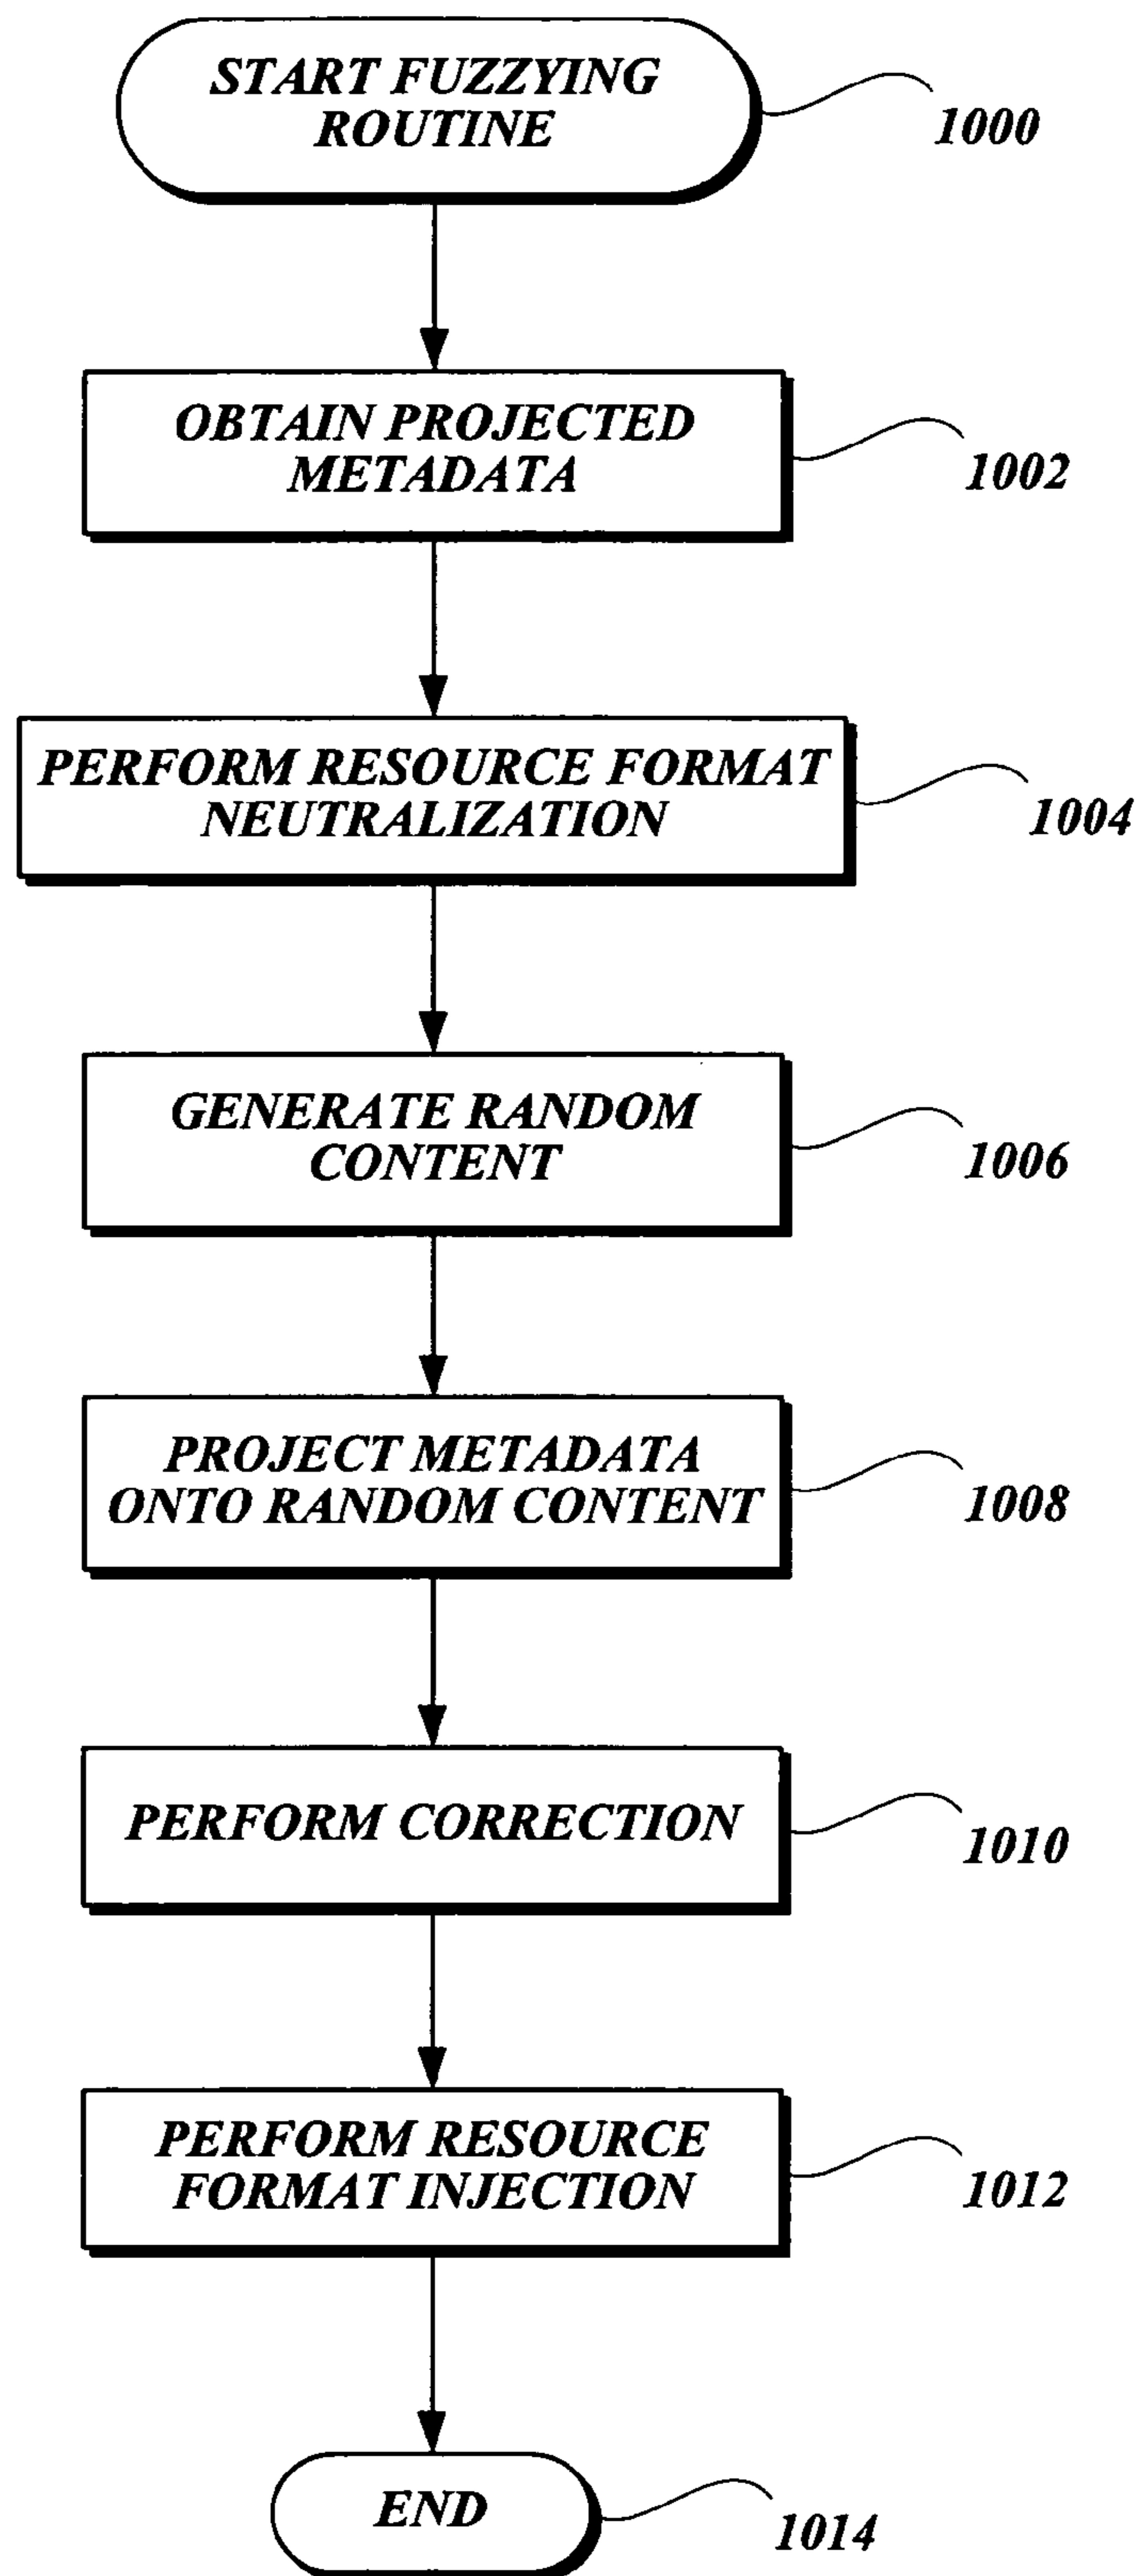 START FUZZYING
ROUTINE
1000
OBTAIN PROJECTED
METADATA
1002
PERFORM RESOURCE FORMAT
NEUTRALIZATION
1004
GENERATE RANDOM
CONTENT
1006
PROJECT METADATA
ONTO RANDOM CONTENT
1008
PERFORM CORRECTION
1010
PERFORM RESOURCE
FORMAT INJECTION
1012
END
1014